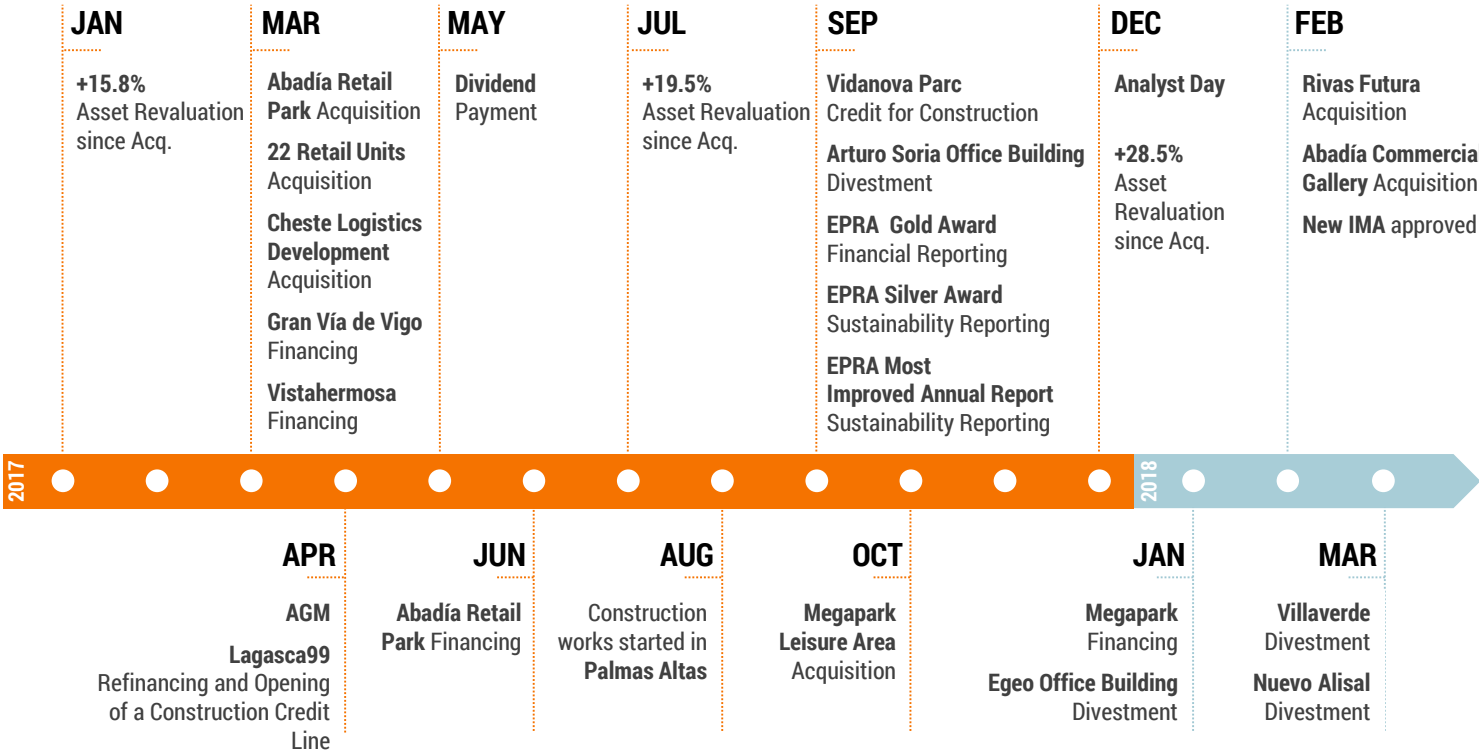 JAN
+15.8%
Asset Revaluation
since Acq.
MAR
Abadía Retail
Park Acquisition
22 Retail Units
Acquisition
Cheste Logistics
Development
Acquisition
Gran Vía de Vigo
Financing
Vistahermosa
Financing
MAY
Dividend
Payment
JUL
+19.5%
Asset Revaluation
since Acq.
SEP
Vidanova Parc
Credit for Construction
Arturo Soria Office Building
Divestment
EPRA Gold Award
Financial Reporting
EPRA Silver Award
Sustainability Reporting
EPRA Most
Improved Annual Report
Sustainability Reporting
DEC
Analyst Day
+28.5%
Asset
Revaluation
since Acq.
FEB
Rivas Futura
Acquisition
Abadía Commercia
Gallery Acquisition
New IMA approved
2017
2018
APR
AGM
Lagasca99
Refinancing and Opening
of a Construction Credit
Line
JUN
Abadía Retail
Park Financing
AUG
Construction
works started in
Palmas Altas
OCT
Megapark
Leisure Area
Acquisition
JAN
Megapark
Financing
Egeo Office Building
Divestment
MAR
Villaverde
Divestment
Nuevo Alisal
Divestment